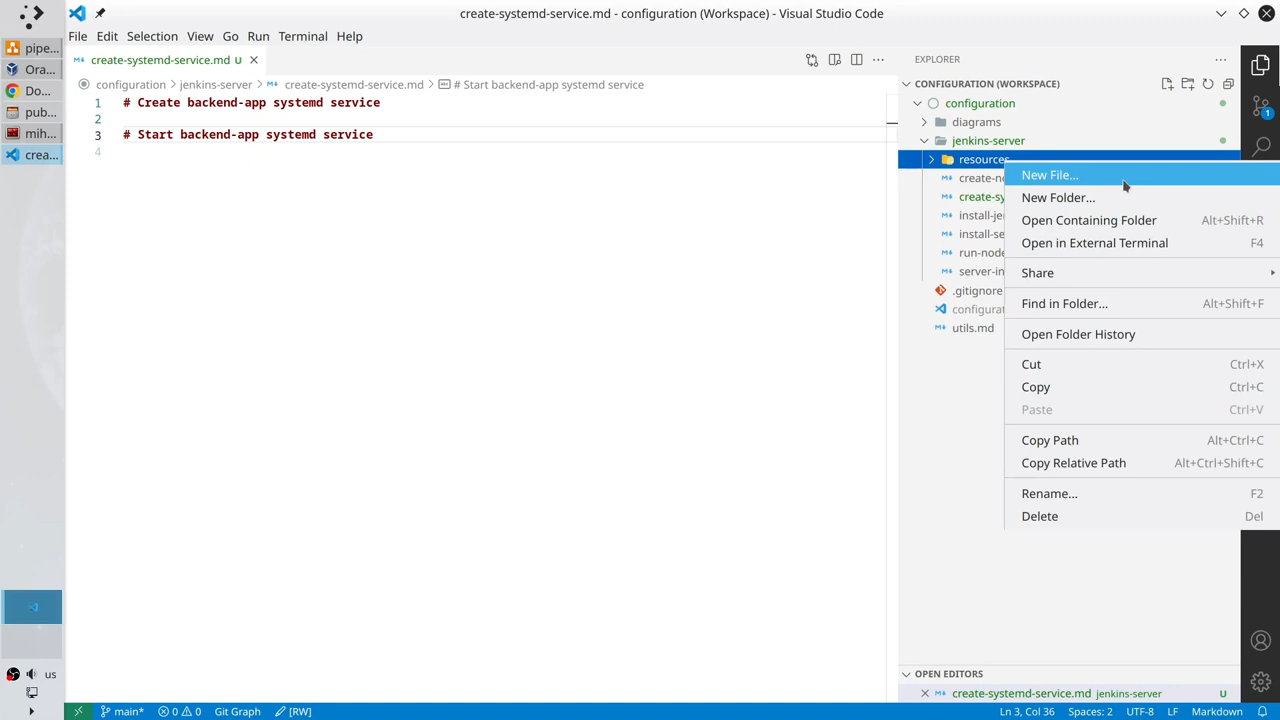 create-systemd-service.md - configuration (Workspace) - Visual Studio Code
File Edit Selection View Go Run Terminal Help
pipe...
Ora...
Do...
pub...
mih...
crea...
us
create-systemd-service.md U
configuration > jenkins-server > create-systemd-service.md > # Start backend-app systemd service
1 # Create backend-app systemd service
2
3 # Start backend-app systemd service
4
EXPLORER
CONFIGURATION (WORKSPACE)
configuration
diagrams
jenkins-server
resources
create-no
create-sy
install-je
install-se
run-node
server-in
.gitignore
configurat
utils.md
New File...
New Folder...
Open Containing Folder Alt+Shift+R
Open in External Terminal F4
Share
Find in Folder... Alt+Shift+F
Open Folder History
Cut Ctrl+X
Copy Ctrl+C
Paste Ctrl+V
Copy Path Alt+Ctrl+C
Copy Relative Path Alt+Ctrl+Shift+C
Rename... F2
Delete Del
1
OPEN EDITORS
create-systemd-service.md jenkins-server U
main* 0 0 Git Graph [RW] Ln 3, Col 36 Spaces: 2 UTF-8 LF Markdown